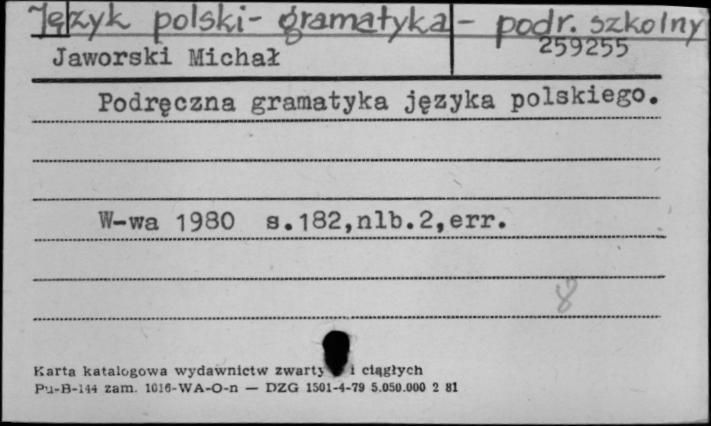 Język polski - gramatyka - podr. szkolny
259255
Jaworski Michał
Podręczna gramatyka języka polskiego.
W-wa 1980 s.182,nlb.2,err.
8
Karta katalogowa wydawnictw i ciągłych
Pu-B-144 zam. 1016-WA-O-n — DZG 1501-4-79 5.050.000 2 81